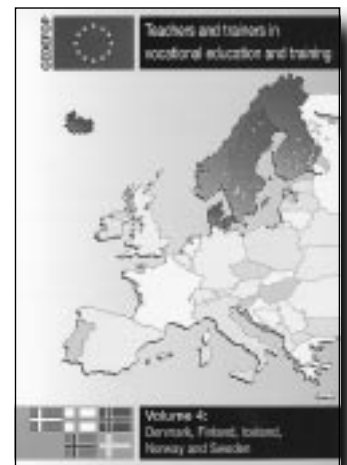 CEDEFOP
Teachers and trainers in
vocational education and training
Volume 4:
Denmark, Finland, Iceland,
Norway and Sweden